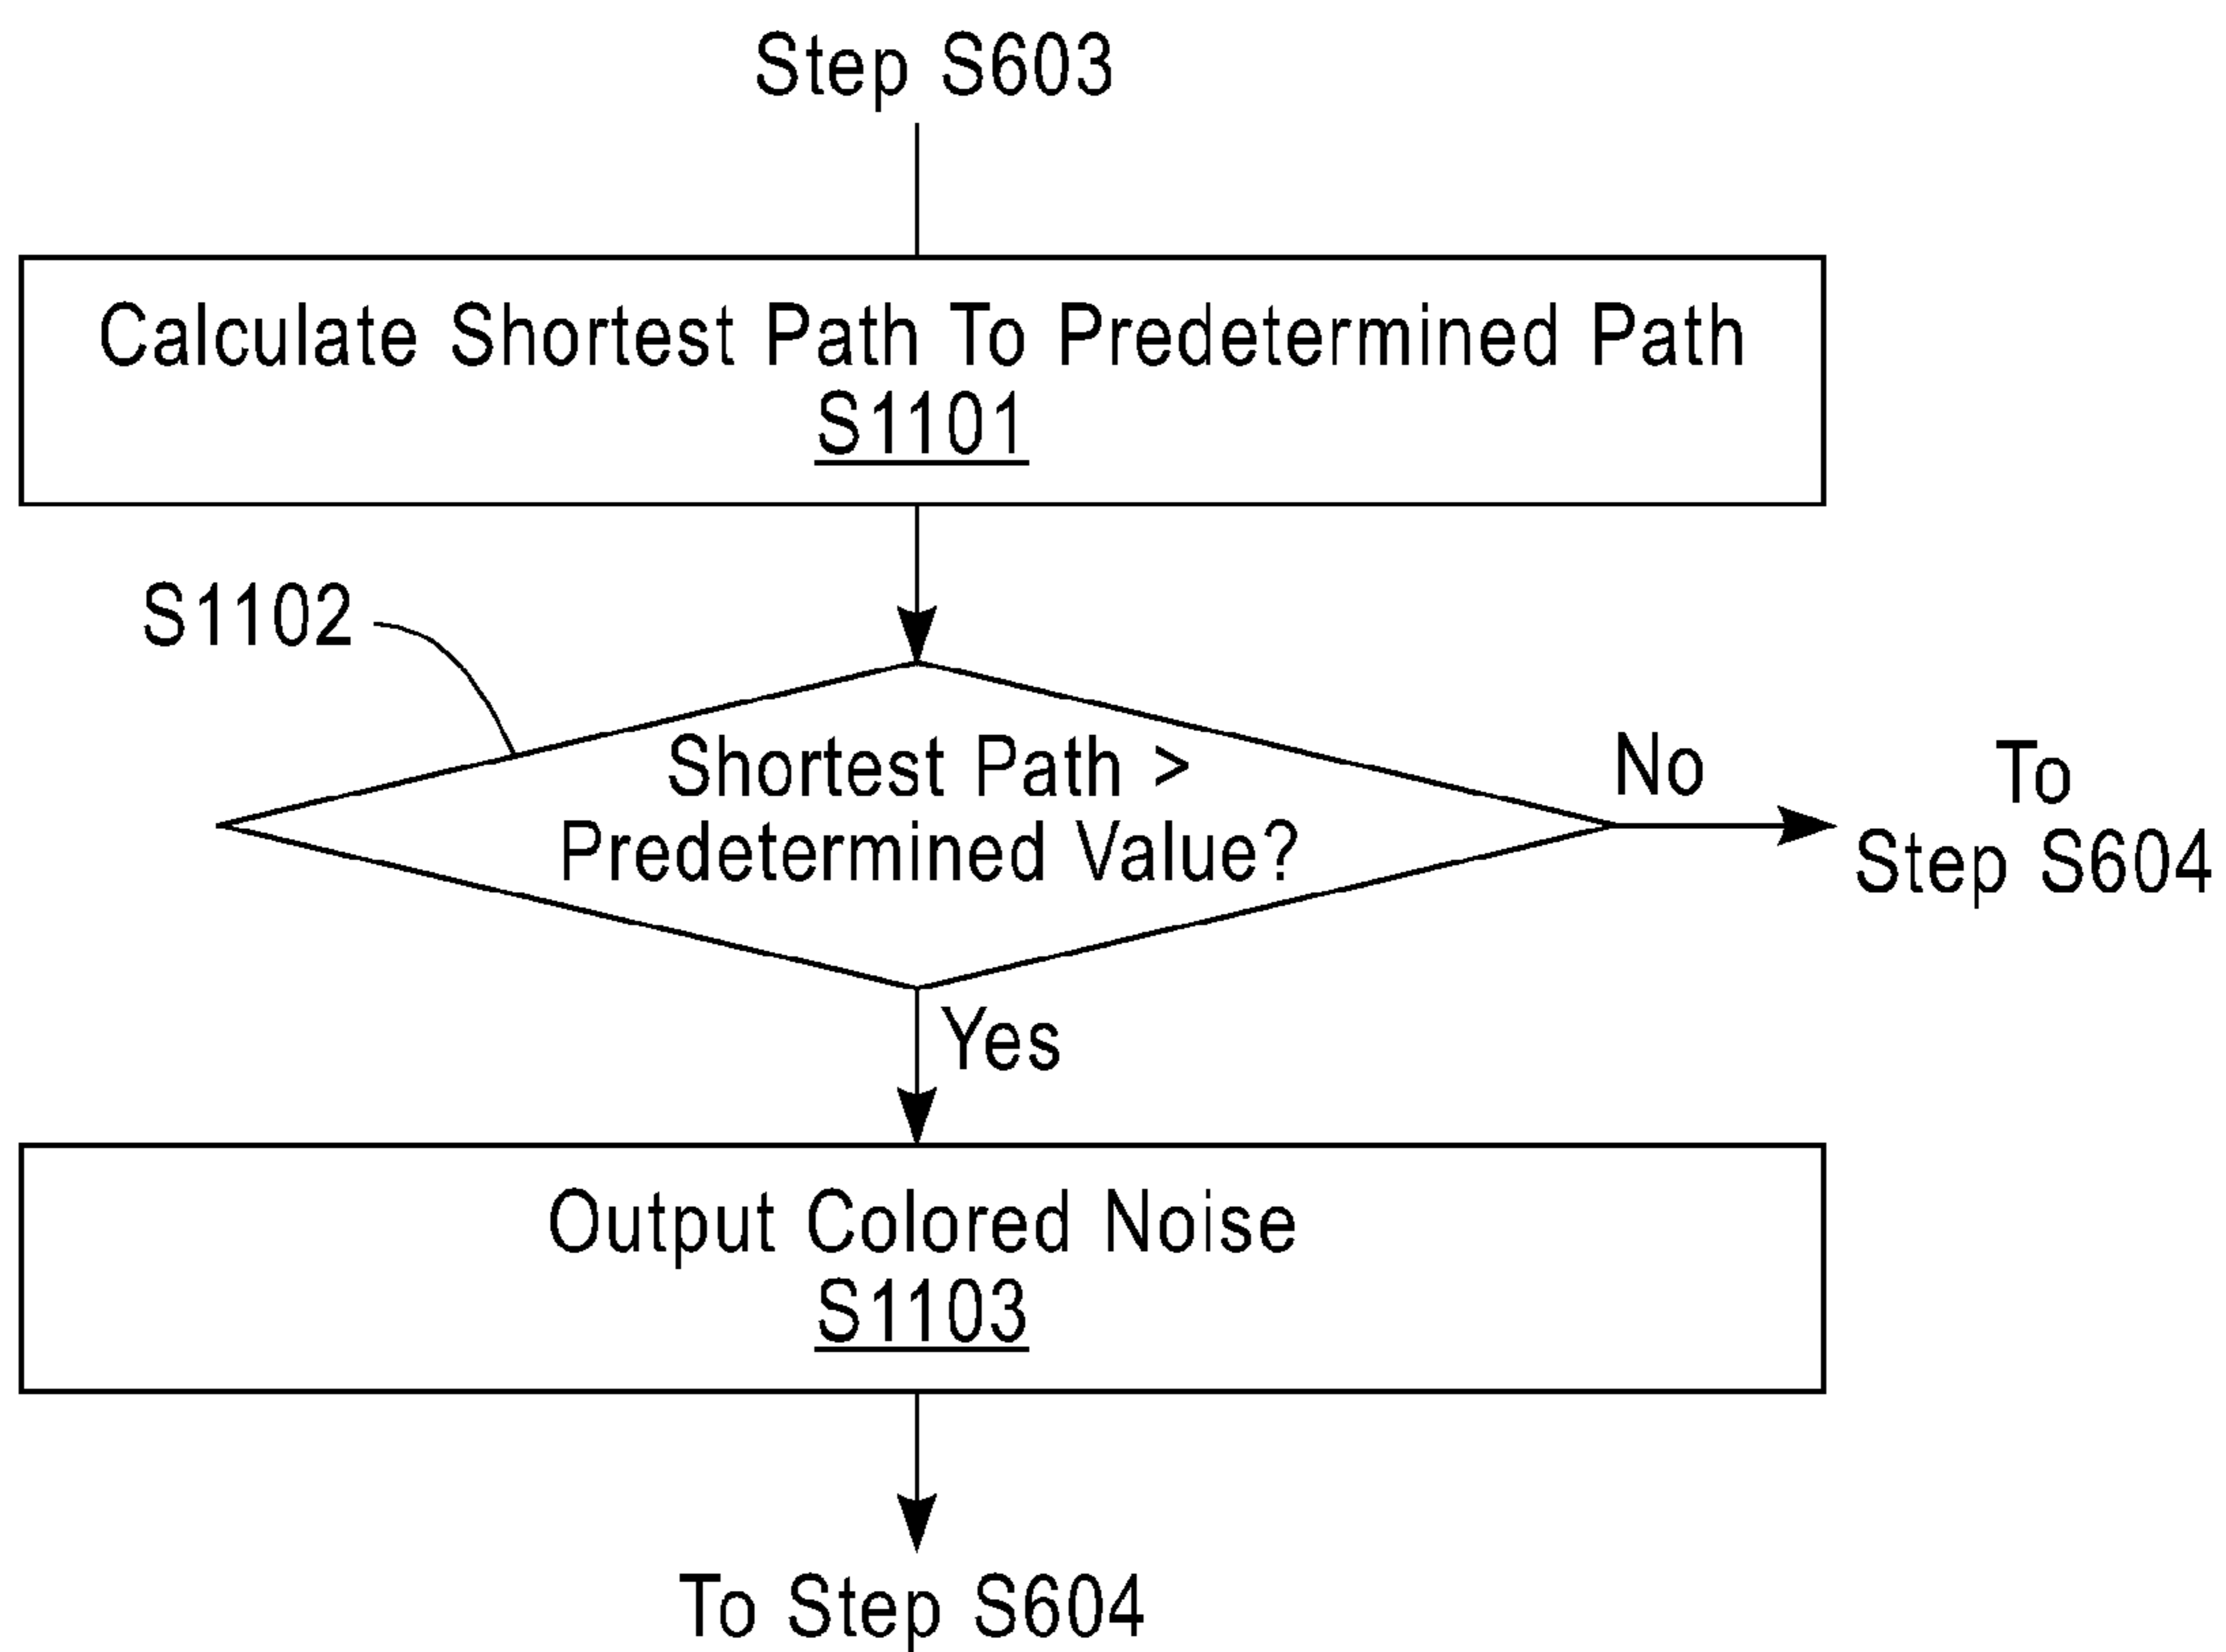 Step S603
Calculate Shortest Path To Predetermined Path
S1101
S1102
Shortest Path >
Predetermined Value?
No
To
Step S604
Yes
Output Colored Noise
S1103
To Step S604